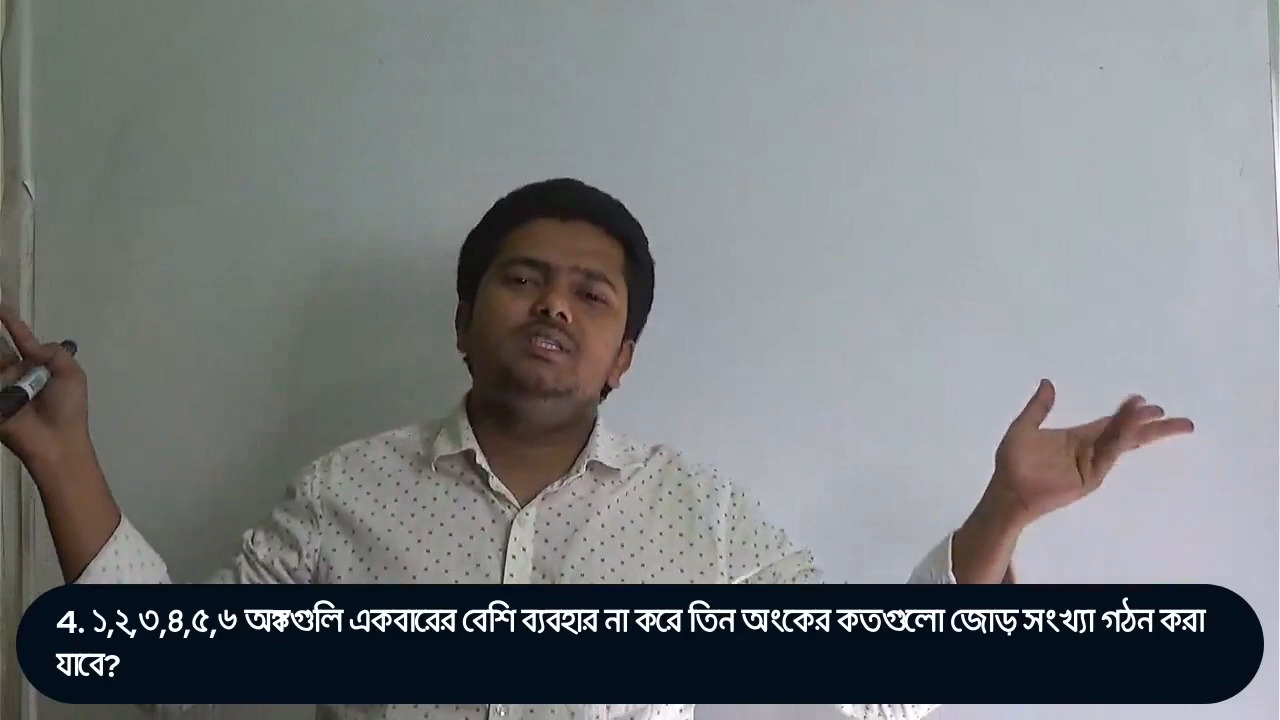 4. ১,২,৩,৪,৫,৬ অঙ্কগুলি একবারের বেশি ব্যবহার না করে তিন অংকের কতগুলো জোড় সংখ্যা গঠন করা
যাবে?